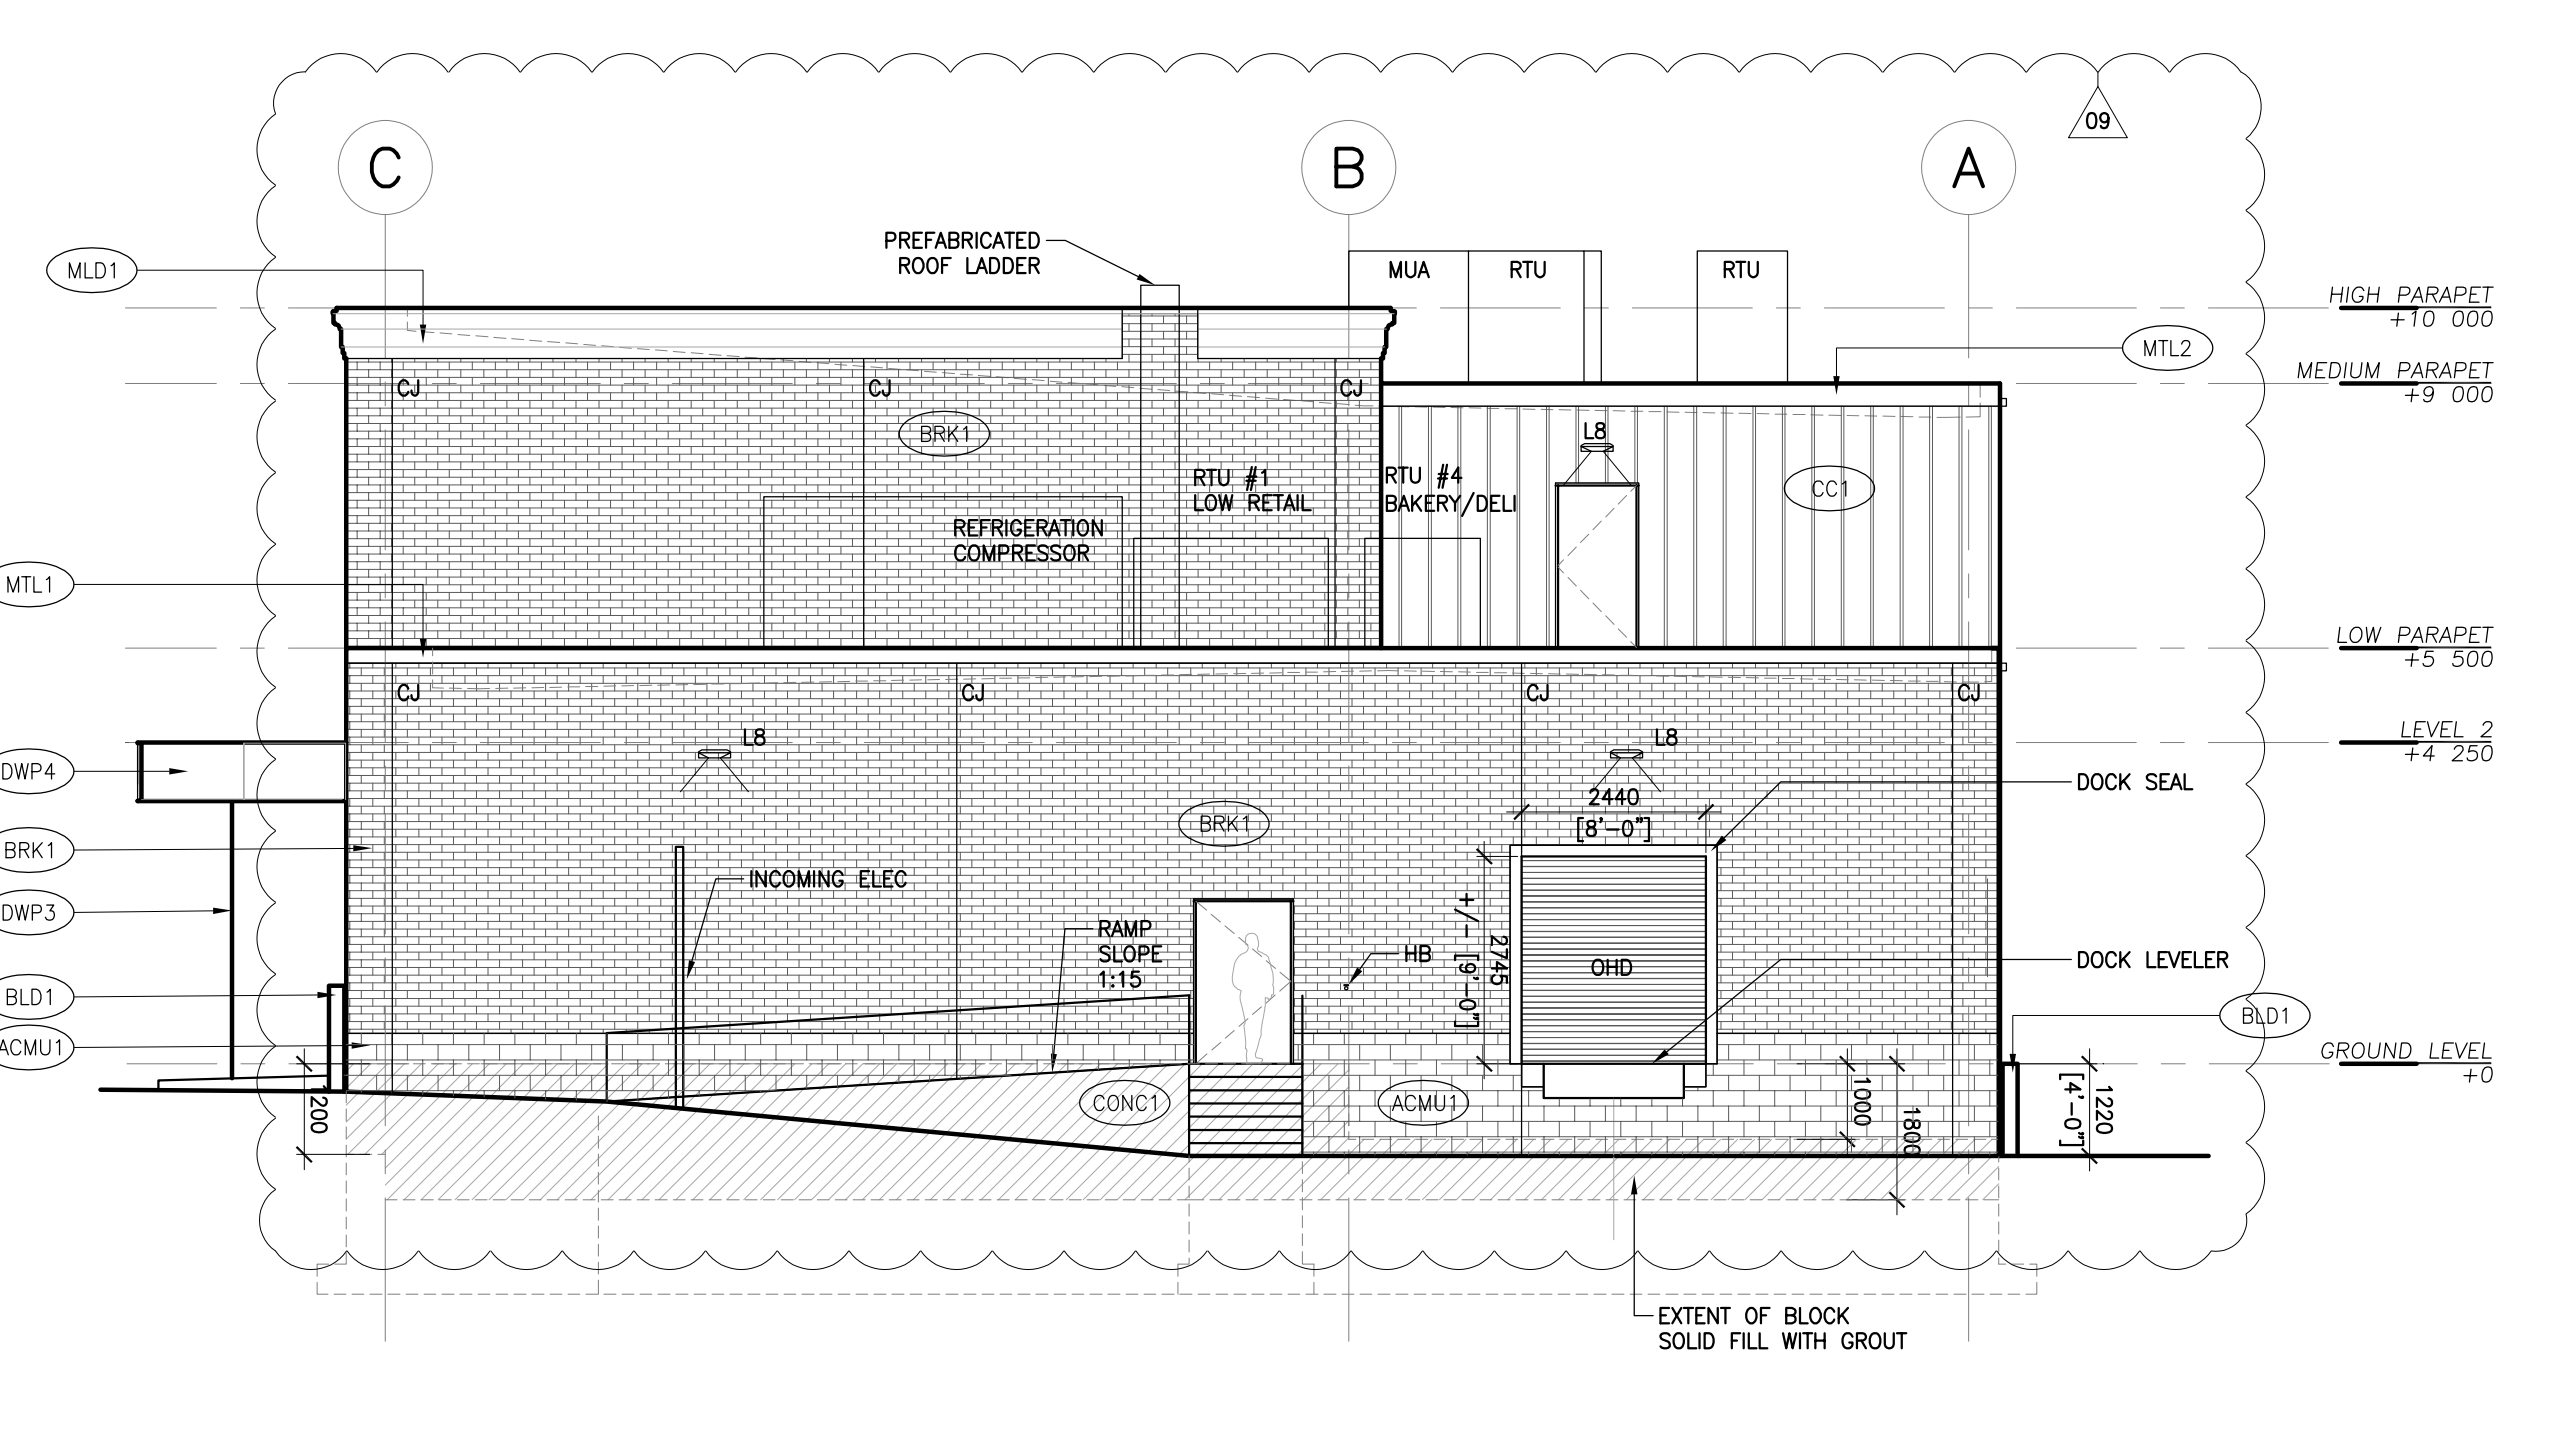 09
C
B
A
PREFABRICATED
ROOF LADDER
MLD1
MUA
RTU
RTU
HIGH PARAPET
+10 000
MTL2
MEDIUM PARAPET
+9 000
CJ
CJ
CJ
BRK1
L8
RTU #1
LOW RETAIL
RTU #4
BAKERY/DELI
CC1
REFRIGERATION
COMPRESSOR
MTL1
LOW PARAPET
+5 500
CJ
CJ
CJ
CJ
L8
L8
LEVEL 2
+4 250
DWP4
DOCK SEAL
2440
[8'-0"]
BRK1
BRK1
INCOMING ELEC
DWP3
RAMP
SLOPE
1:15
HB
+/- 2745
[9'-0"]
OHD
DOCK LEVELER
BLD1
BLD1
ACMU1
GROUND LEVEL
+0
CONC1
ACMU1
200
1000
1800
1220
[4'-0"]
EXTENT OF BLOCK
SOLID FILL WITH GROUT